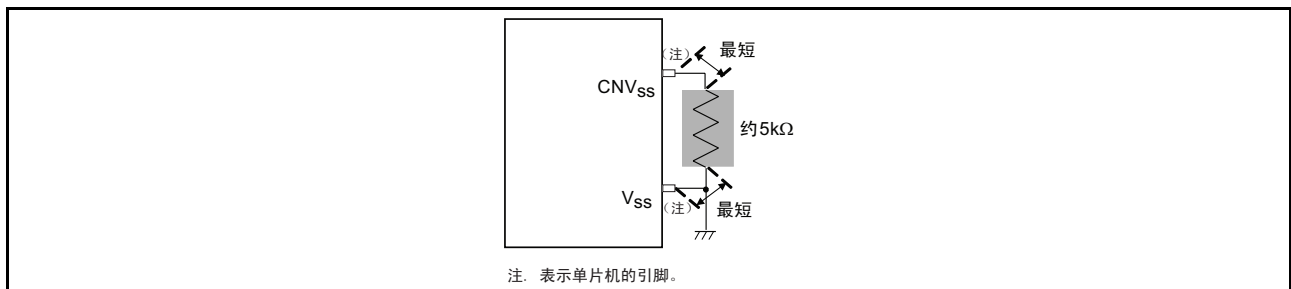 (注) 最短
CNVSS
约5kΩ
VSS
(注) 最短
注. 表示单片机的引脚。